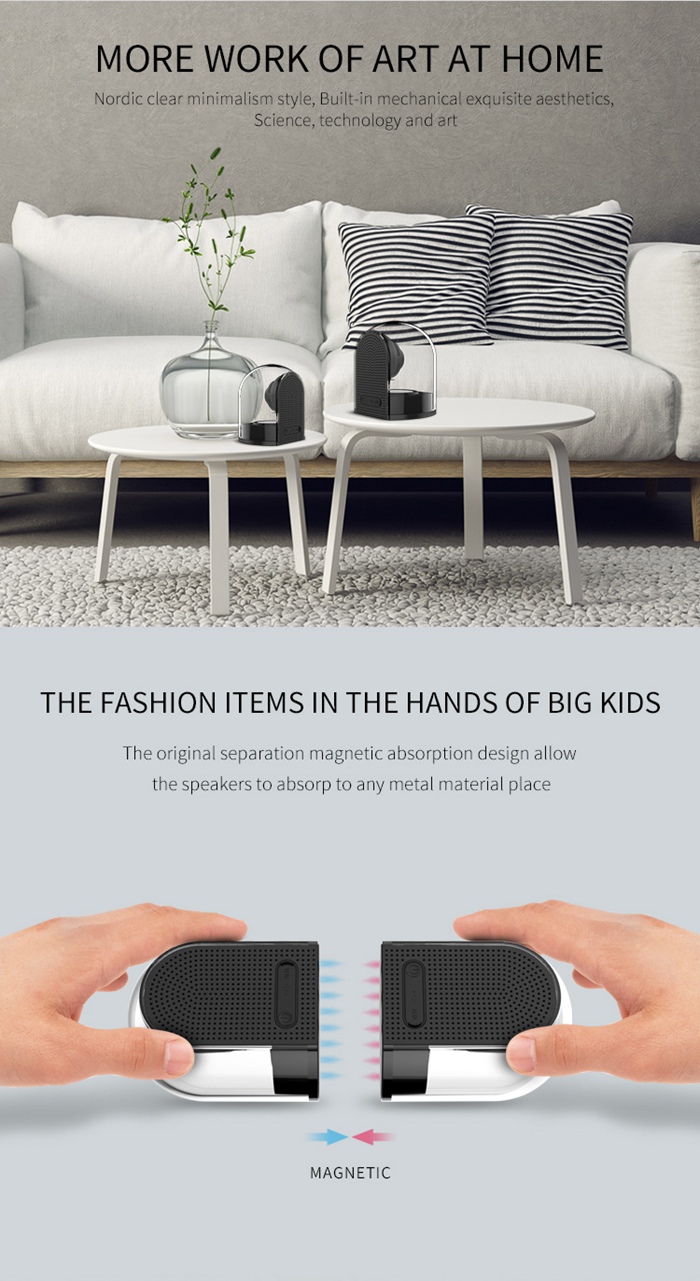 MORE WORK OF ART AT HOME
Nordic clear minimalism style, Built-in mechanical exquisite aesthetics,
Science, technology and art
THE FASHION ITEMS IN THE HANDS OF BIG KIDS
The original separation magnetic absorption design allow
the speakers to absorp to any metal material place
MAGNETIC